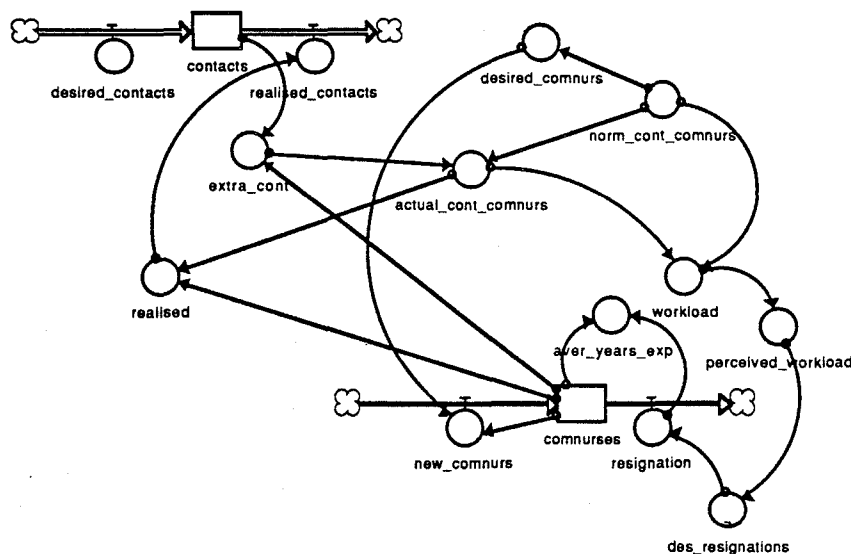 contacts
desired_contacts
realised_contacts
desired_comnurs
norm_cont_comnurs
extra_cont
actual_cont_comnurs
realised
workload
aver_years_exp
perceived_workload
comnurses
new_comnurs
resignation
des_resignations